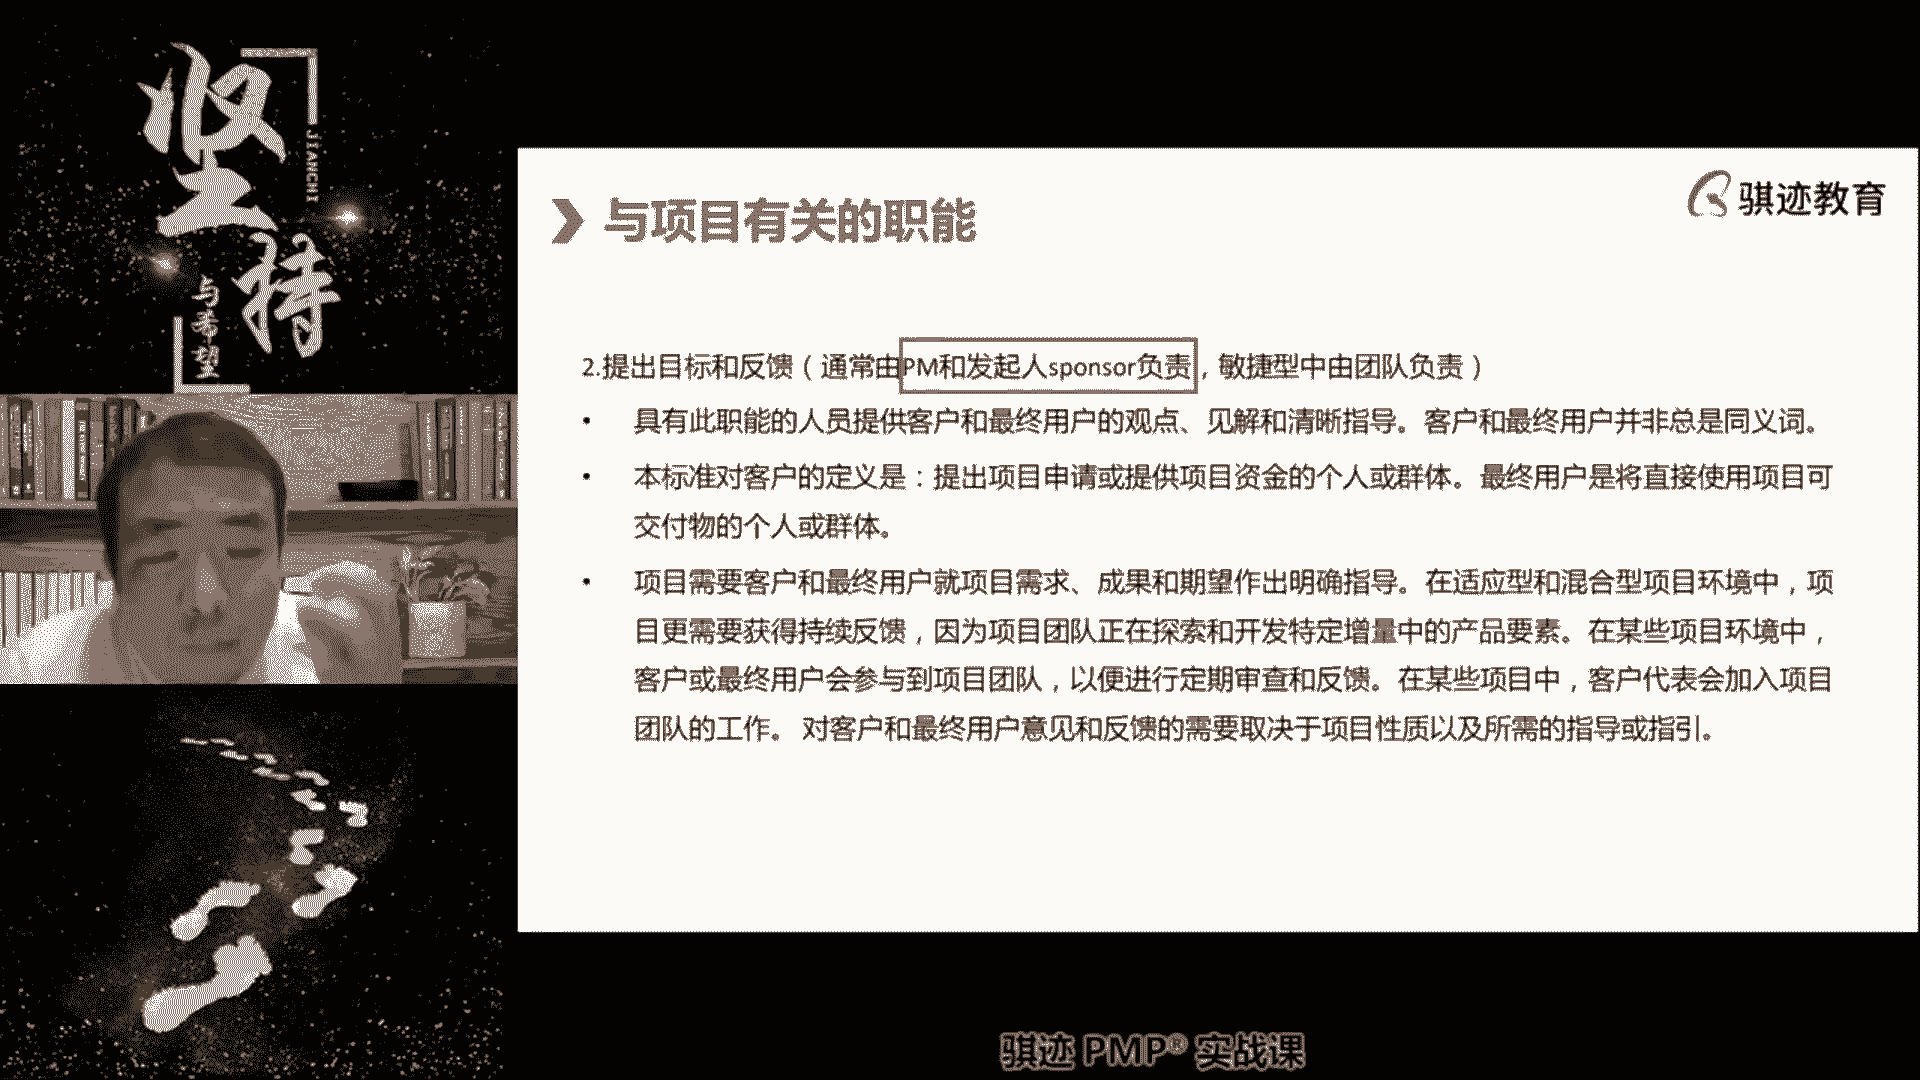 坚持
JIANCHI
与希望
骐迹教育
与项目有关的职能
2.提出目标和反馈（通常由PM和发起人sponsor负责，敏捷型中由团队负责）
• 具有此职能的人员提供客户和最终用户的观点、见解和清晰指导。客户和最终用户并非总是同义词。
• 本标准对客户的定义是：提出项目申请或提供项目资金的个人或群体。最终用户是将直接使用项目可
交付物的个人或群体。
• 项目需要客户和最终用户就项目需求、成果和期望作出明确指导。在适应型和混合型项目环境中，项
目更需要获得持续反馈，因为项目团队正在探索和开发特定增量中的产品要素。在某些项目环境中，
客户或最终用户会参与到项目团队，以便进行定期审查和反馈。在某些项目中，客户代表会加入项目
团队的工作。 对客户和最终用户意见和反馈的需要取决于项目性质以及所需的指导或指引。
骐迹 PMP® 实战课